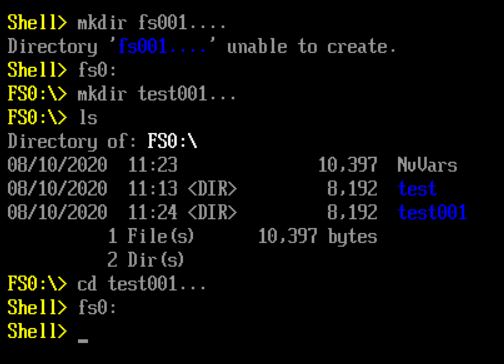 Shell> mkdir fs001....
Directory 'fs001....' unable to create.
Shell> fs0:
FS0:\> mkdir test001...
FS0:\> ls
Directory of: FS0:\
08/10/2020 11:23 10,397 NvVars
08/10/2020 11:13 <DIR> 8,192 test
08/10/2020 11:24 <DIR> 8,192 test001
1 File(s) 10,397 bytes
2 Dir(s)
FS0:\> cd test001...
Shell> fs0:
Shell> _